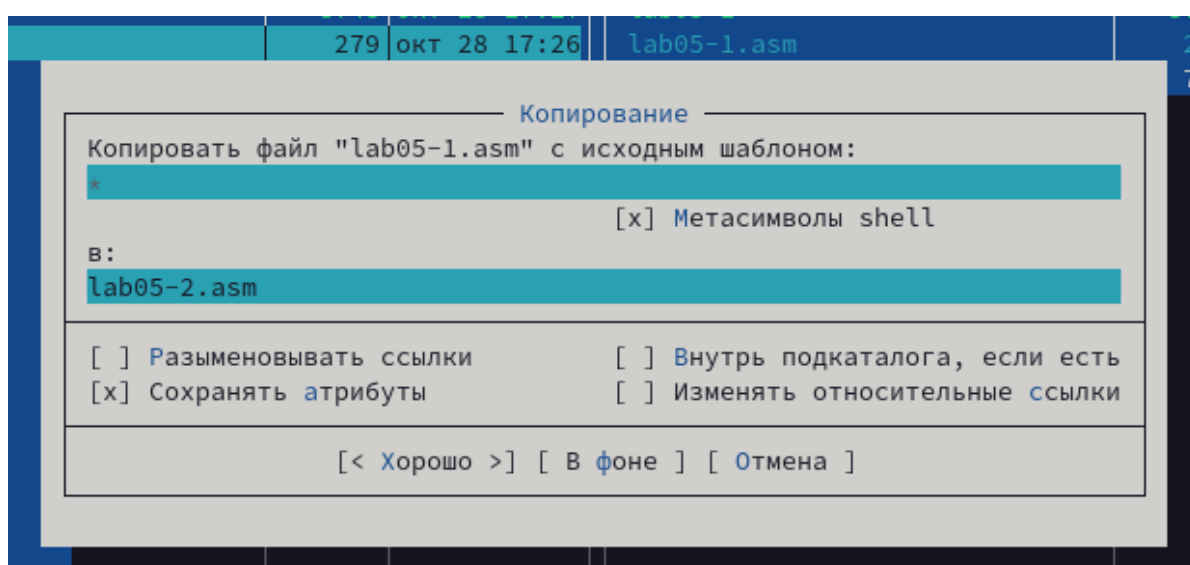 279 окт 28 17:26 lab05-1.asm
Копирование
Копировать файл "lab05-1.asm" с исходным шаблоном:
*
[x] Метасимволы shell
в:
lab05-2.asm
[ ] Разыменовывать ссылки [ ] Внутрь подкаталога, если есть
[x] Сохранять атрибуты [ ] Изменять относительные ссылки
[< Хорошо >] [ В фоне ] [ Отмена ]